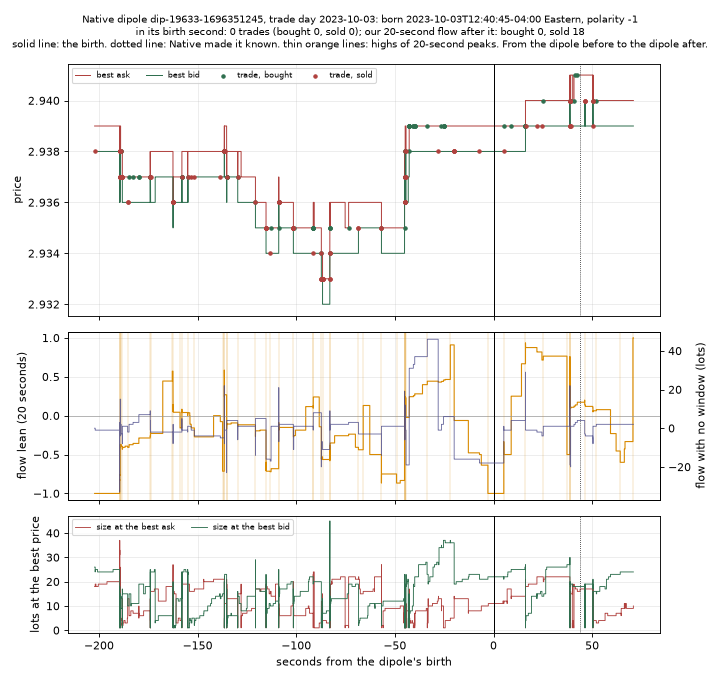 Native dipole dip-19633-1696351245, trade day 2023-10-03: born 2023-10-03T12:40:45-04:00 Eastern, polarity -1
in its birth second: 0 trades (bought 0, sold 0); our 20-second flow after it: bought 0, sold 18
solid line: the birth. dotted line: Native made it known. thin orange lines: highs of 20-second peaks. From the dipole before to the dipole after.
best ask
best bid
trade, bought
trade, sold
2.940
2.938
2.936
2.934
2.932
price
1.0
0.5
0.0
−0.5
−1.0
flow lean (20 seconds)
40
20
0
−20
flow with no window (lots)
size at the best ask
size at the best bid
40
30
20
10
0
lots at the best price
−200
−150
−100
−50
0
50
seconds from the dipole's birth